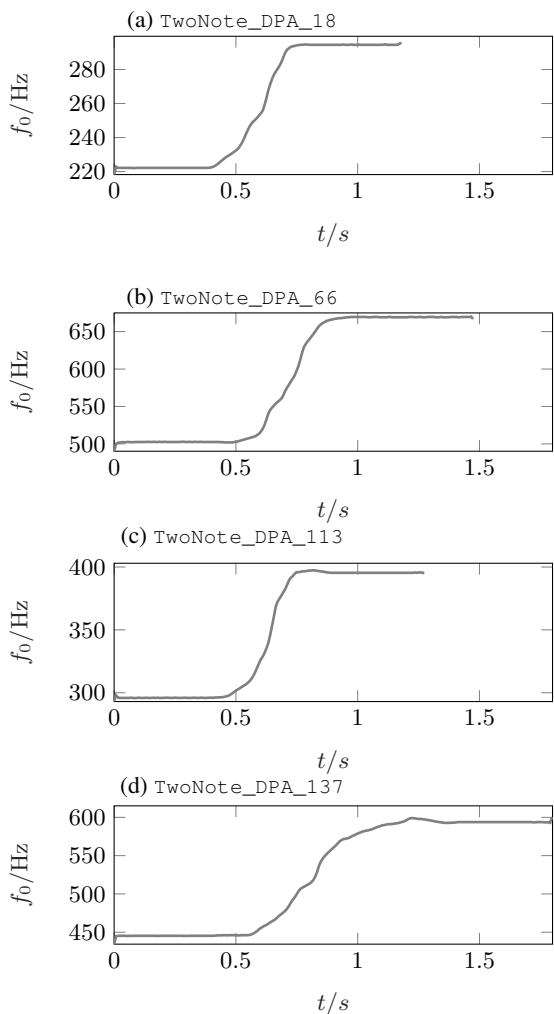 (a) TwoNote_DPA_18
280
260
240
220
f0/Hz
0 0.5 1 1.5
t/s
(b) TwoNote_DPA_66
650
600
550
500
f0/Hz
0 0.5 1 1.5
t/s
(c) TwoNote_DPA_113
400
350
300
f0/Hz
0 0.5 1 1.5
t/s
(d) TwoNote_DPA_137
600
550
500
450
f0/Hz
0 0.5 1 1.5
t/s